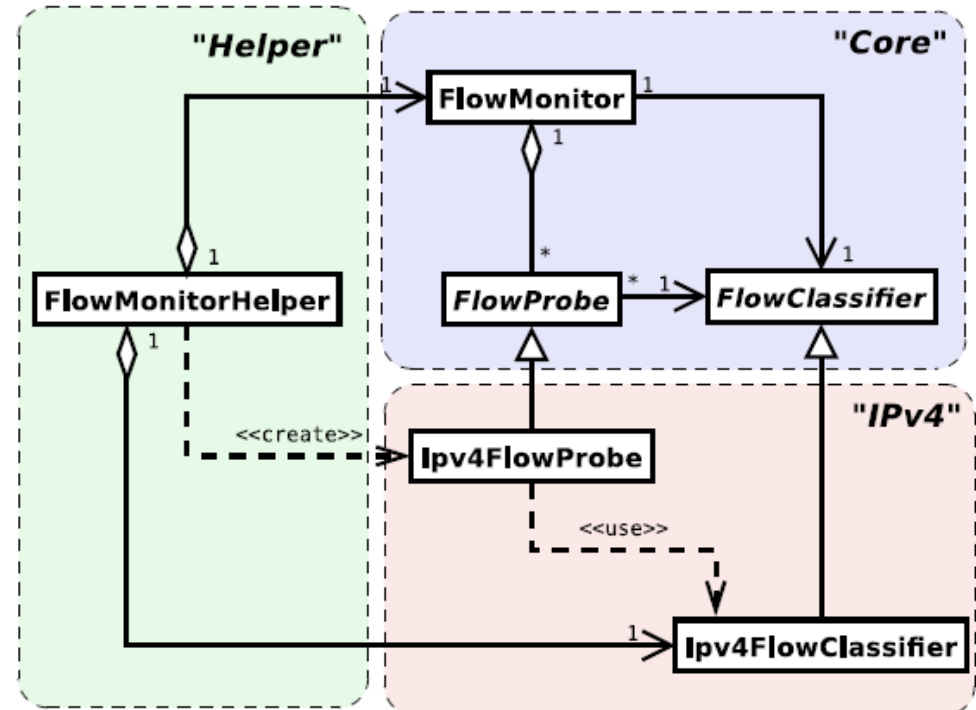 "Helper"
"Core"
1
FlowMonitor
1
1
1
*
1
FlowMonitorHelper
FlowProbe
*
1
FlowClassifier
1
"IPv4"
<<create>>
Ipv4FlowProbe
<<use>>
1
Ipv4FlowClassifier